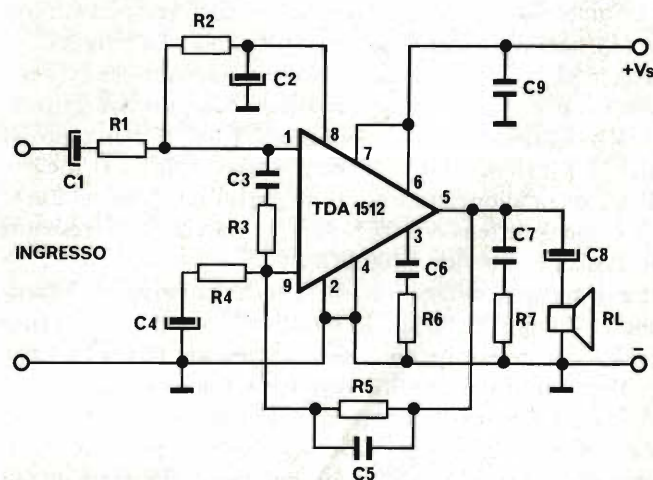 R2
C2
+Vs
C9
R1
1
8
7
C1
C3
6
TDA 1512
5
R3
3
C7
C8
INGRESSO
R4
9
2
4
C6
C4
R6
R7
RL
–
R5
C5